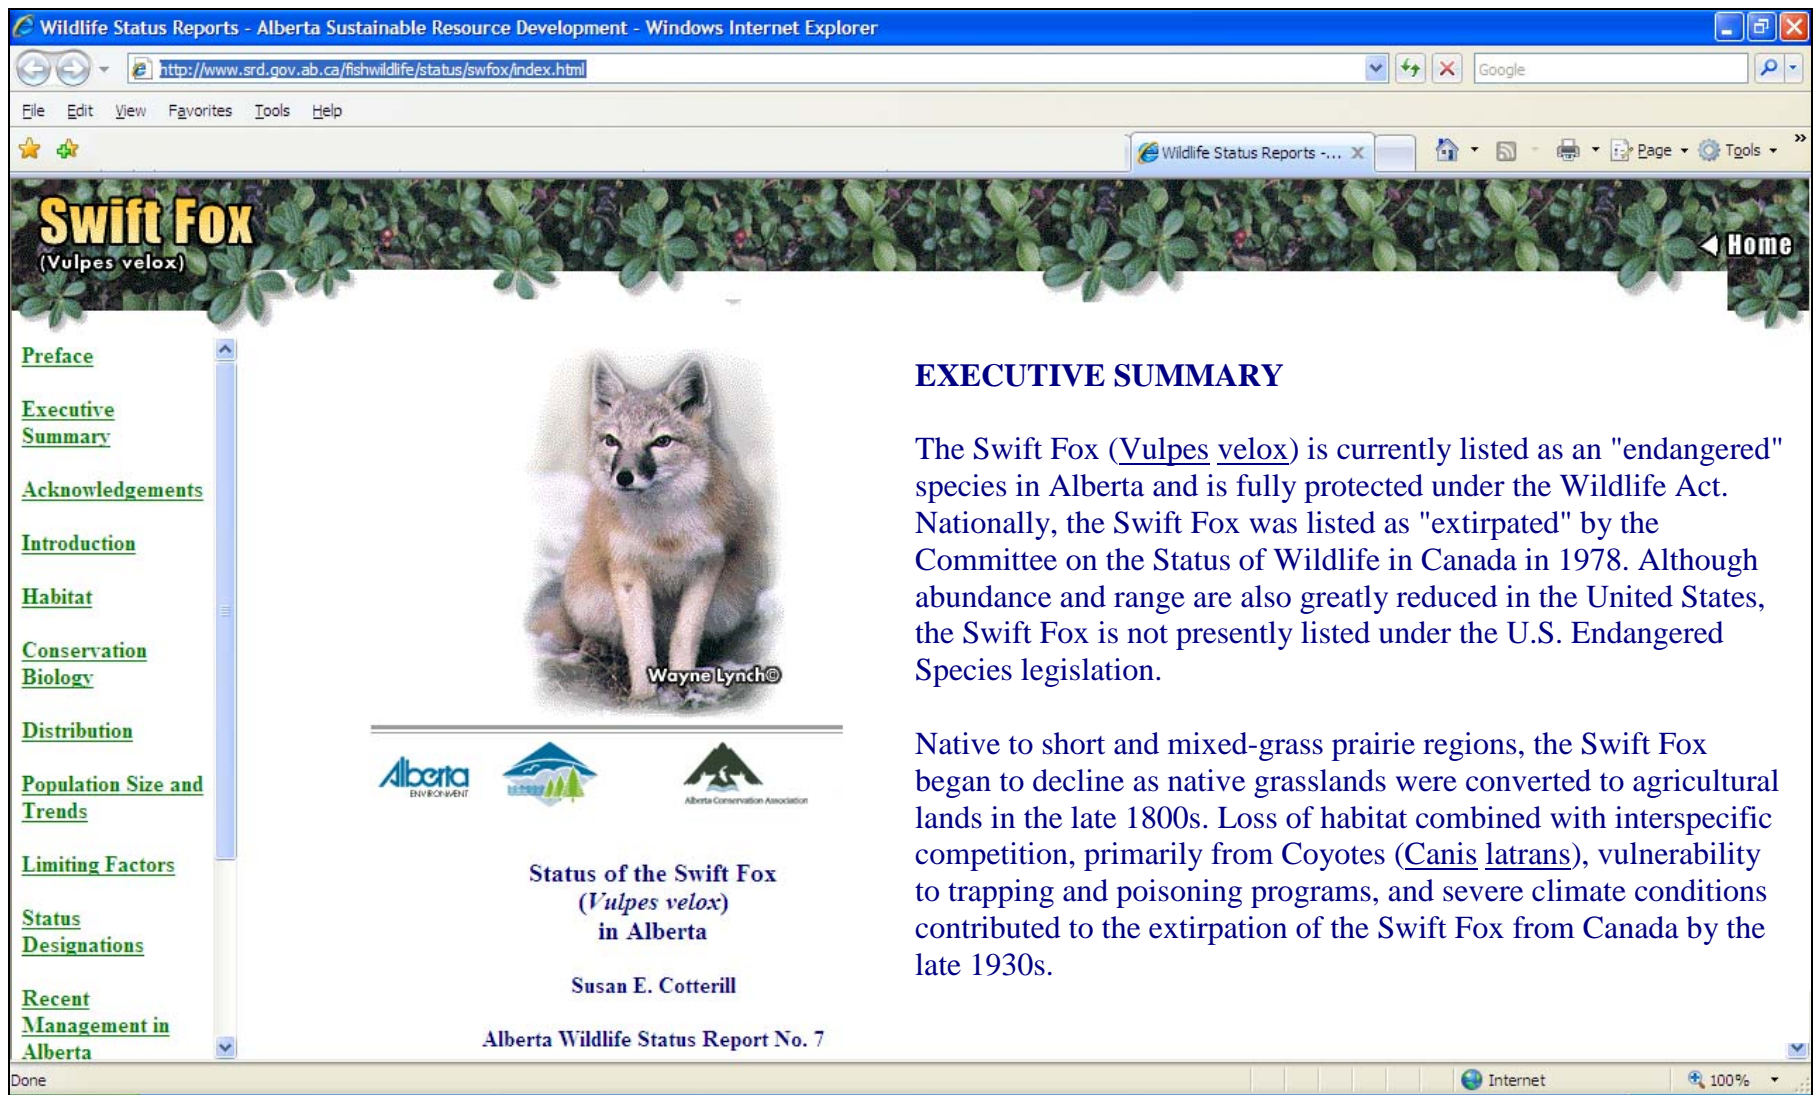 Wildlife Status Reports - Alberta Sustainable Resource Development - Windows Internet Explorer
http://www.srd.gov.ab.ca/fishwildlife/status/swfox/index.html
Google
File Edit View Favorites Tools Help
Wildlife Status Reports -... X
Page
Tools
»
Swift Fox
(Vulpes velox)
Home
Preface
Executive
Summary
Acknowledgements
Introduction
Habitat
Conservation
Biology
Distribution
Population Size and
Trends
Limiting Factors
Status
Designations
Recent
Management in
Alberta
Wayne Lynch©
Alberta
ENVIRONMENT
Alberta Conservation Association
Status of the Swift Fox
(Vulpes velox)
in Alberta
Susan E. Cotterill
Alberta Wildlife Status Report No. 7
EXECUTIVE SUMMARY
The Swift Fox (Vulpes velox) is currently listed as an "endangered"
species in Alberta and is fully protected under the Wildlife Act.
Nationally, the Swift Fox was listed as "extirpated" by the
Committee on the Status of Wildlife in Canada in 1978. Although
abundance and range are also greatly reduced in the United States,
the Swift Fox is not presently listed under the U.S. Endangered
Species legislation.
Native to short and mixed-grass prairie regions, the Swift Fox
began to decline as native grasslands were converted to agricultural
lands in the late 1800s. Loss of habitat combined with interspecific
competition, primarily from Coyotes (Canis latrans), vulnerability
to trapping and poisoning programs, and severe climate conditions
contributed to the extirpation of the Swift Fox from Canada by the
late 1930s.
Done
Internet
100%